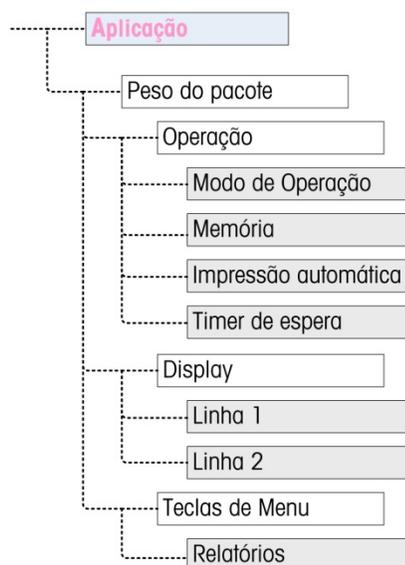 Aplicação
Peso do pacote
Operação
Modo de Operação
Memória
Impressão automática
Timer de espera
Display
Linha 1
Linha 2
Teclas de Menu
Relatórios